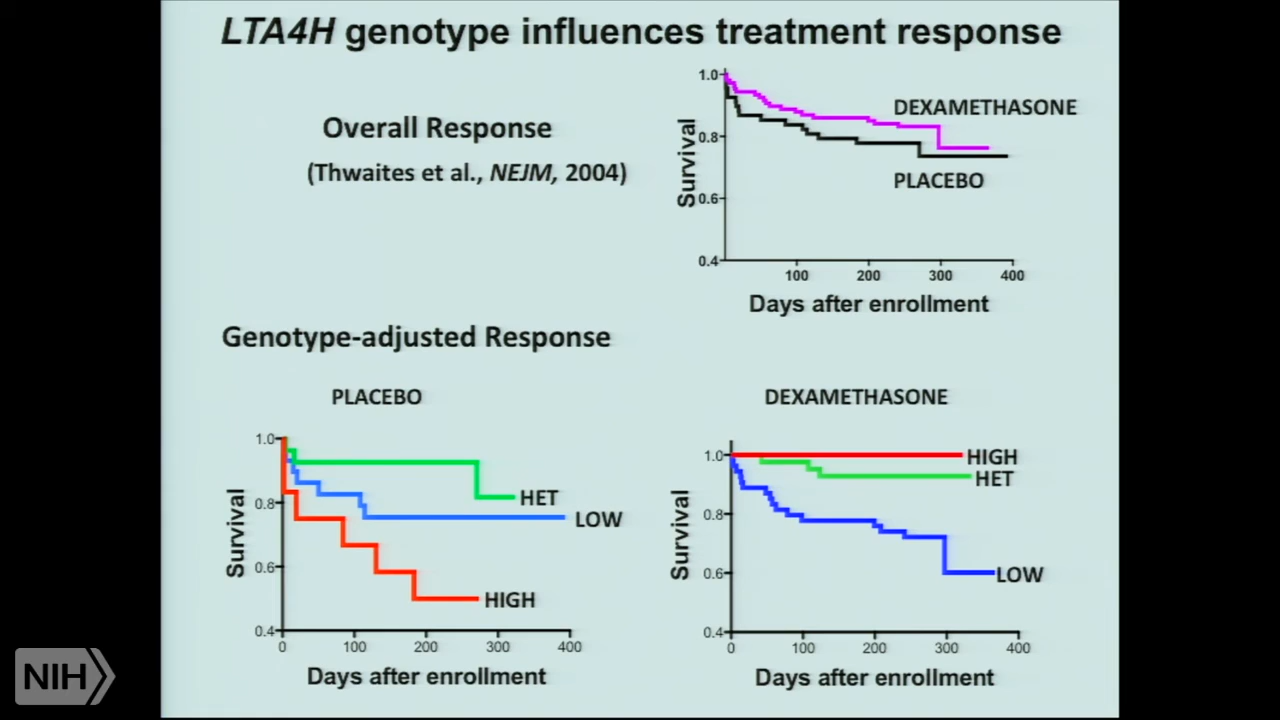 LTA4H genotype influences treatment response
Overall Response
(Thwaites et al., NEJM, 2004)
1.0
0.8
0.6
0.4
Survival
DEXAMETHASONE
PLACEBO
100 200 300 400
Days after enrollment
Genotype-adjusted Response
PLACEBO
1.0
0.8
0.6
0.4
Survival
HET
LOW
HIGH
0 100 200 300 400
Days after enrollment
DEXAMETHASONE
1.0
0.8
0.6
0.4
Survival
HIGH
HET
LOW
0 100 200 300 400
Days after enrollment
NIH